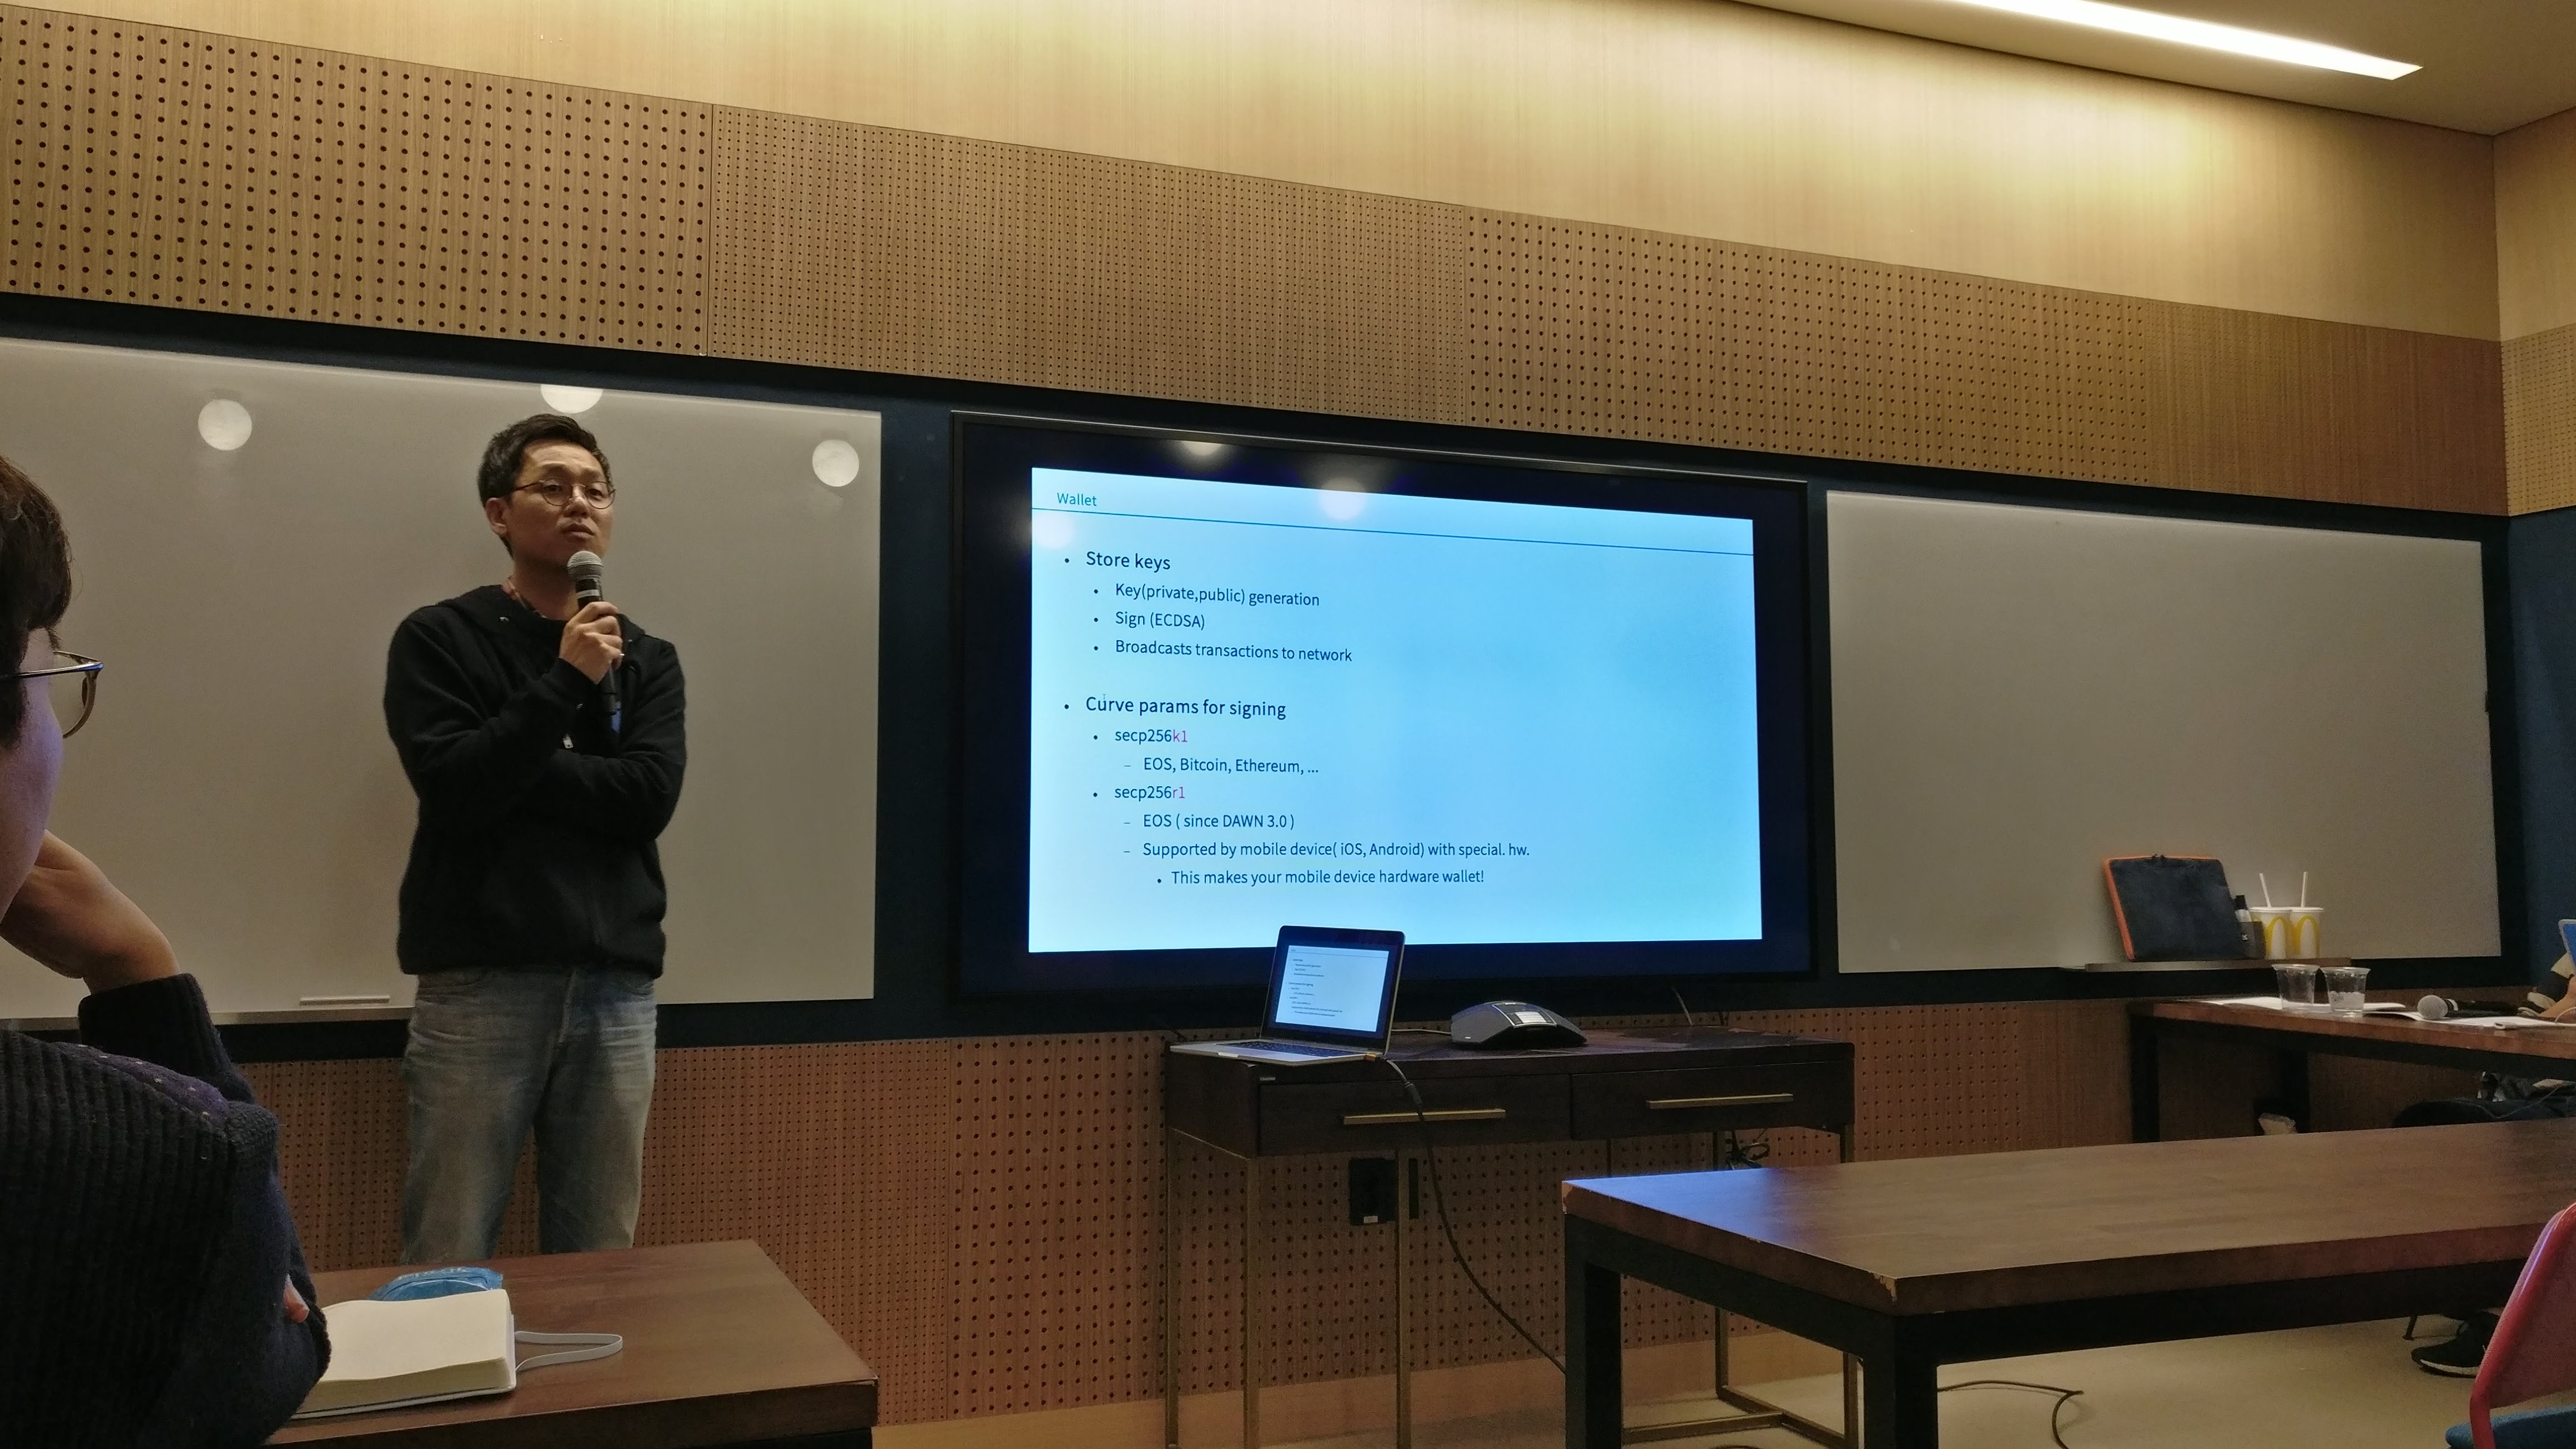 Wallet
Store keys
Key(private,public) generation
Sign (ECDSA)
Broadcasts transactions to network
Curve params for signing
secp256k1
– EOS, Bitcoin, Ethereum, ...
secp256r1
– EOS ( since DAWN 3.0 )
– Supported by mobile device( iOS, Android) with special. hw.
This makes your mobile device hardware wallet!